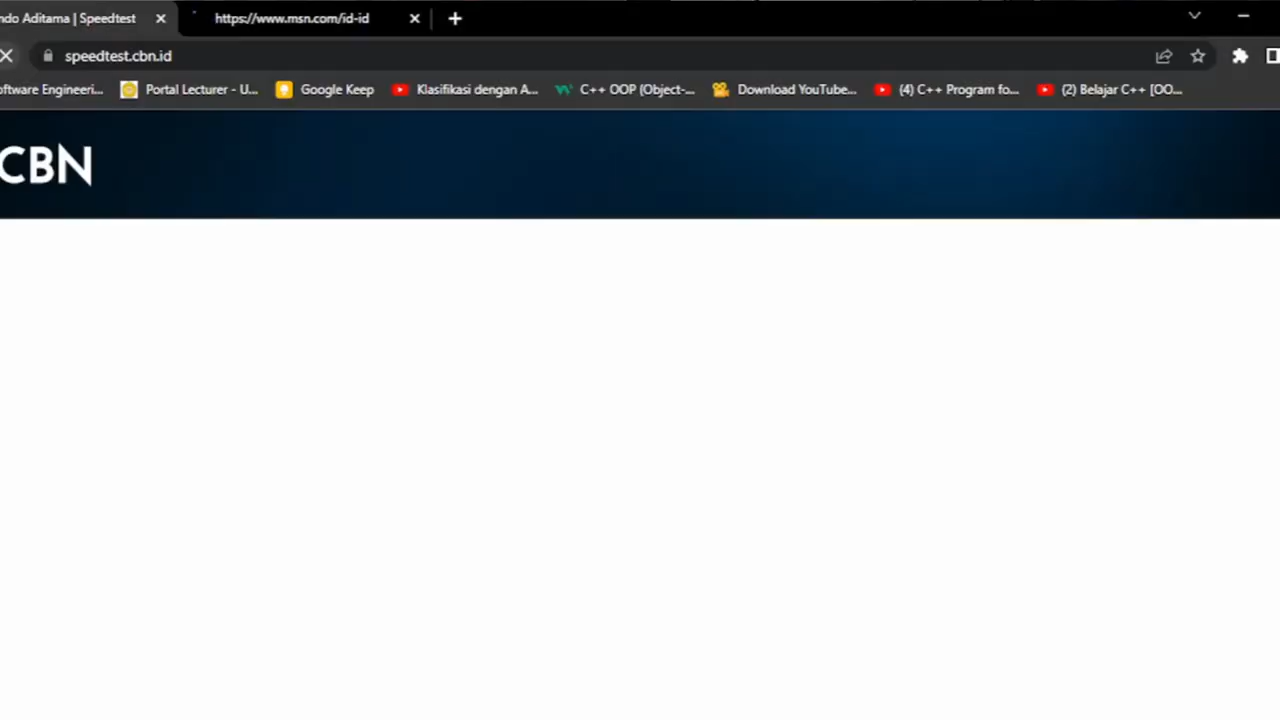 ndo Aditama | Speedtest
https://www.msn.com/id-id
speedtest.cbn.id
oftware Engineeri...
Portal Lecturer - U...
Google Keep
Klasifikasi dengan A...
C++ OOP (Object-...
Download YouTube...
(4) C++ Program fo...
(2) Belajar C++ [OO...
CBN